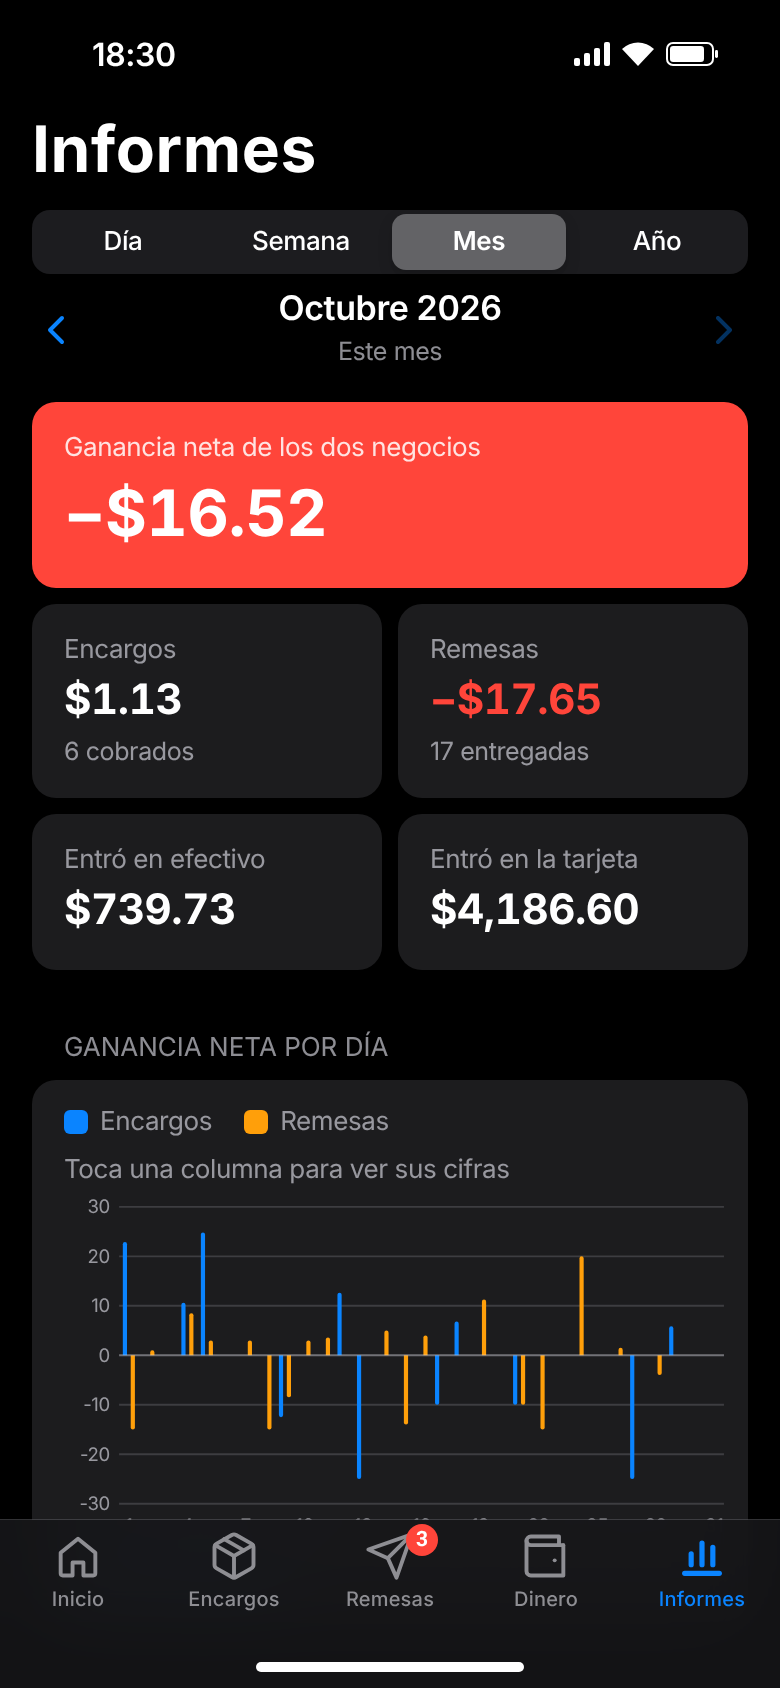 18:30
Informes
Día Semana Mes Año
Octubre 2026
Este mes
Ganancia neta de los dos negocios
−$16.52
Encargos
$1.13
6 cobrados
Remesas
−$17.65
17 entregadas
Entró en efectivo
$739.73
Entró en la tarjeta
$4,186.60
GANANCIA NETA POR DÍA
Encargos Remesas
Toca una columna para ver sus cifras
30
20
10
0
-10
-20
-30
3
Inicio Encargos Remesas Dinero Informes